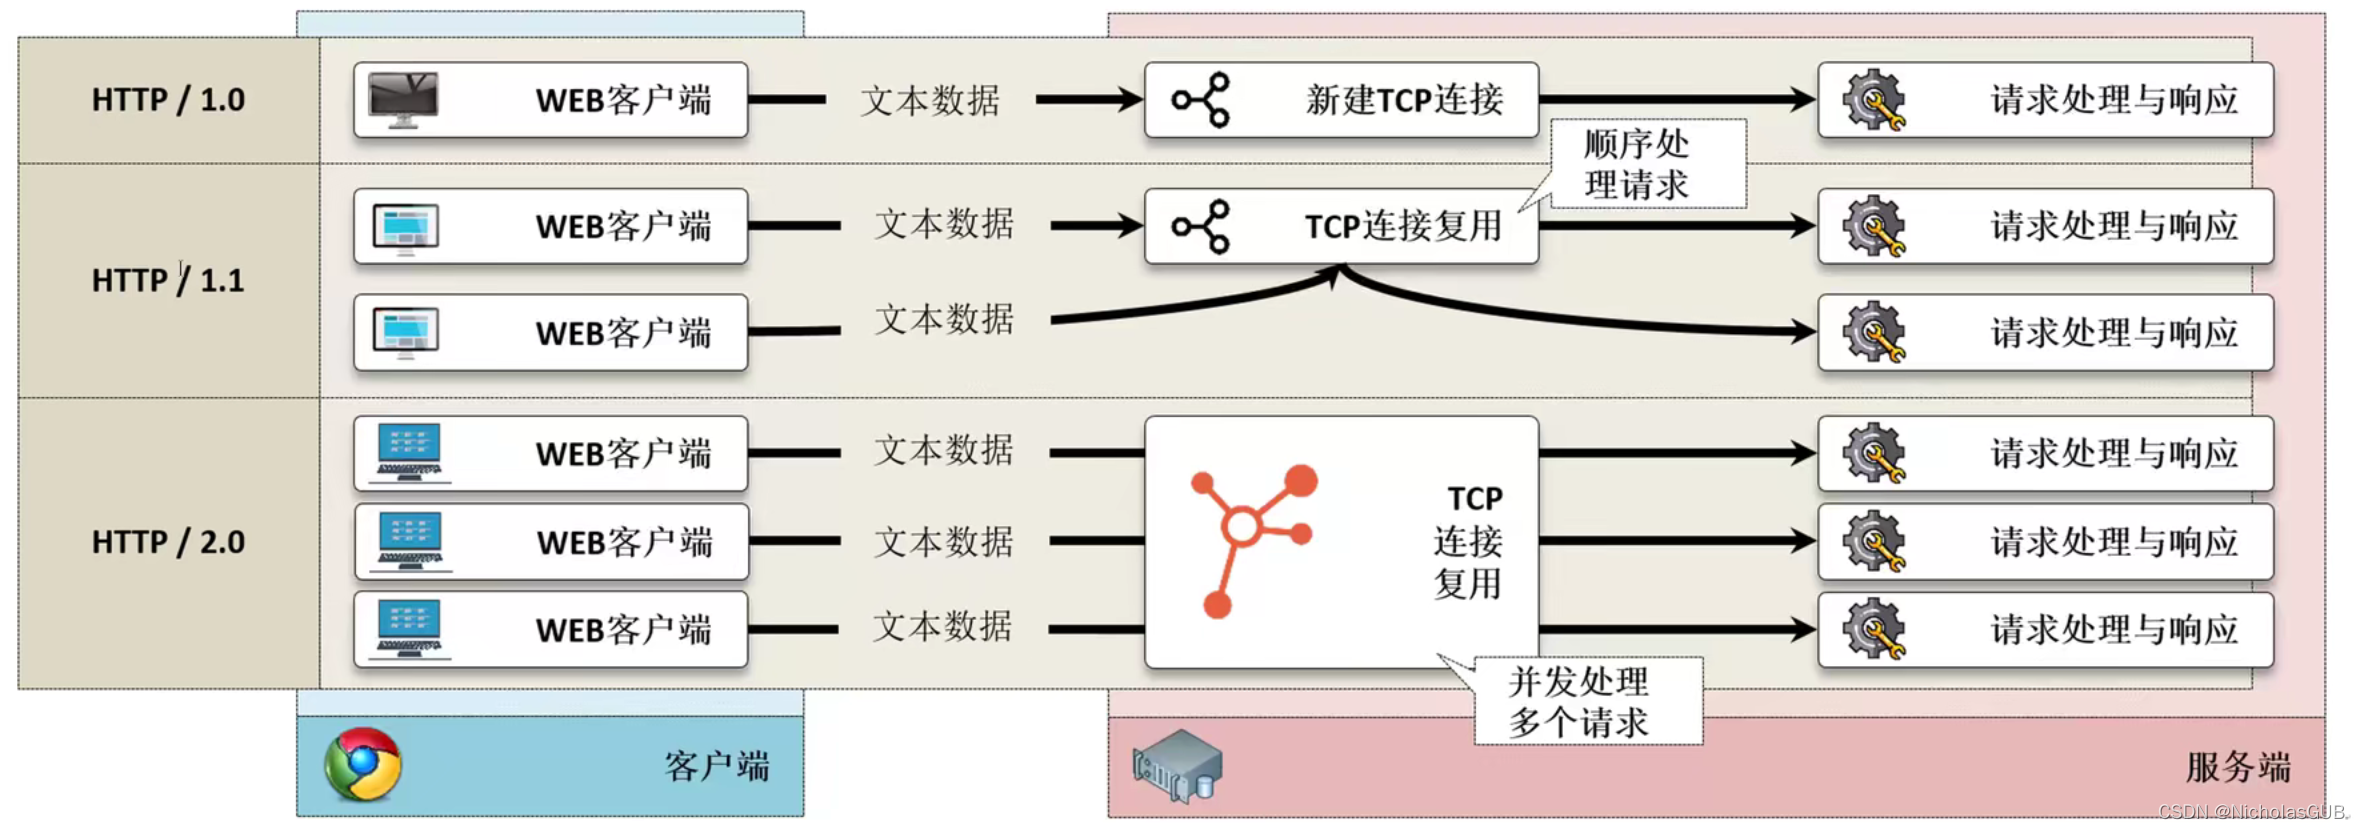 HTTP / 1.0
WEB客户端
文本数据
新建TCP连接
请求处理与响应
顺序处
理请求
HTTP / 1.1
WEB客户端
文本数据
TCP连接复用
请求处理与响应
WEB客户端
文本数据
请求处理与响应
HTTP / 2.0
WEB客户端
文本数据
请求处理与响应
TCP
连接
复用
WEB客户端
文本数据
请求处理与响应
WEB客户端
文本数据
请求处理与响应
并发处理
多个请求
客户端
服务端
CSDN @NicholasGUB